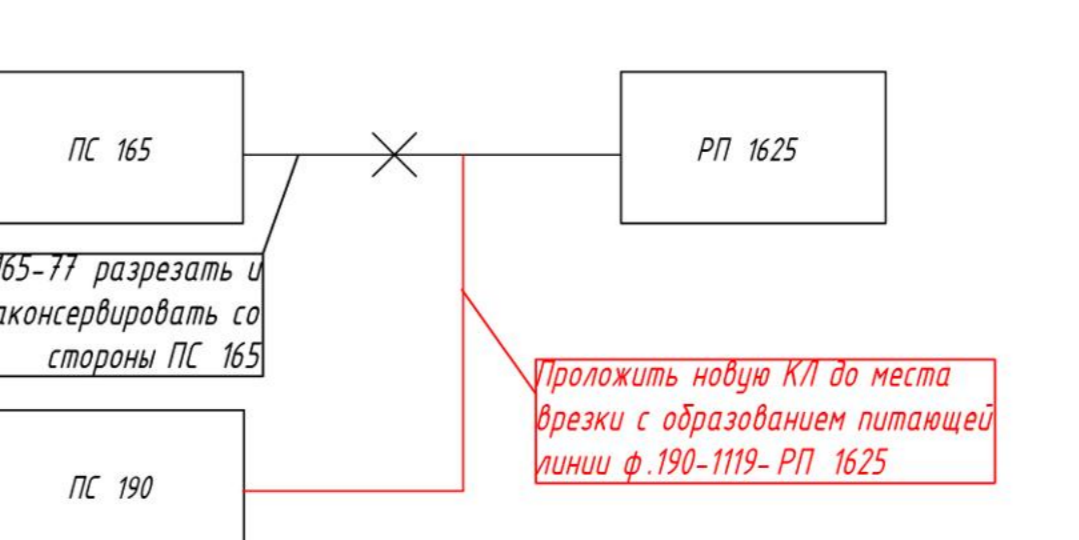 ПС 165
РП 1625
165-77 разрезать и
аконсервировать со
стороны ПС 165
Проложить новую КЛ до места
врезки с образованием питающей
линии ф.190-1119- РП 1625
ПС 190